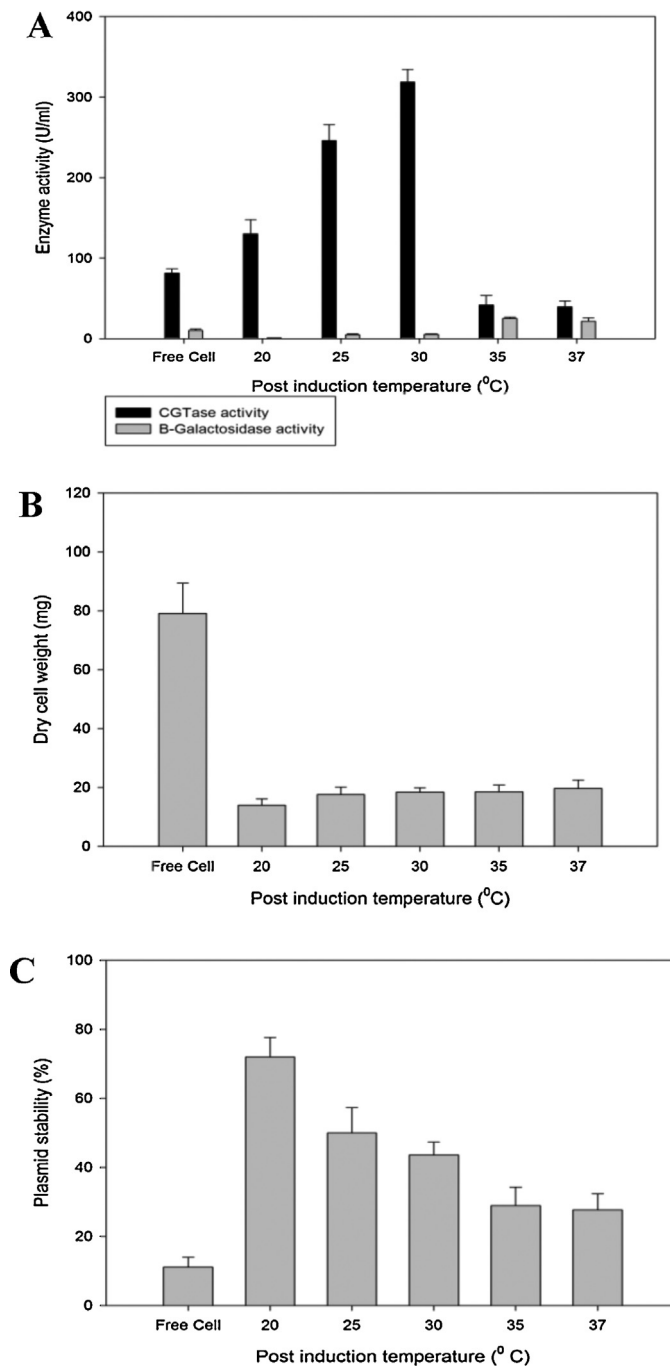 A
Enzyme activity (U/ml)
400
300
200
100
0
Free Cell 20 25 30 35 37
Post induction temperature (⁰C)
CGTase activity
B-Galactosidase activity
B
Dry cell weight (mg)
120
100
80
60
40
20
0
Free Cell 20 25 30 35 37
Post induction temperature (⁰C)
C
Plasmid stability (%)
100
80
60
40
20
0
Free Cell 20 25 30 35 37
Post induction temperature (⁰ C)